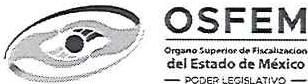 OSFEM
Órgano Superior de Fiscalización
del Estado de México
PODER LEGISLATIVO